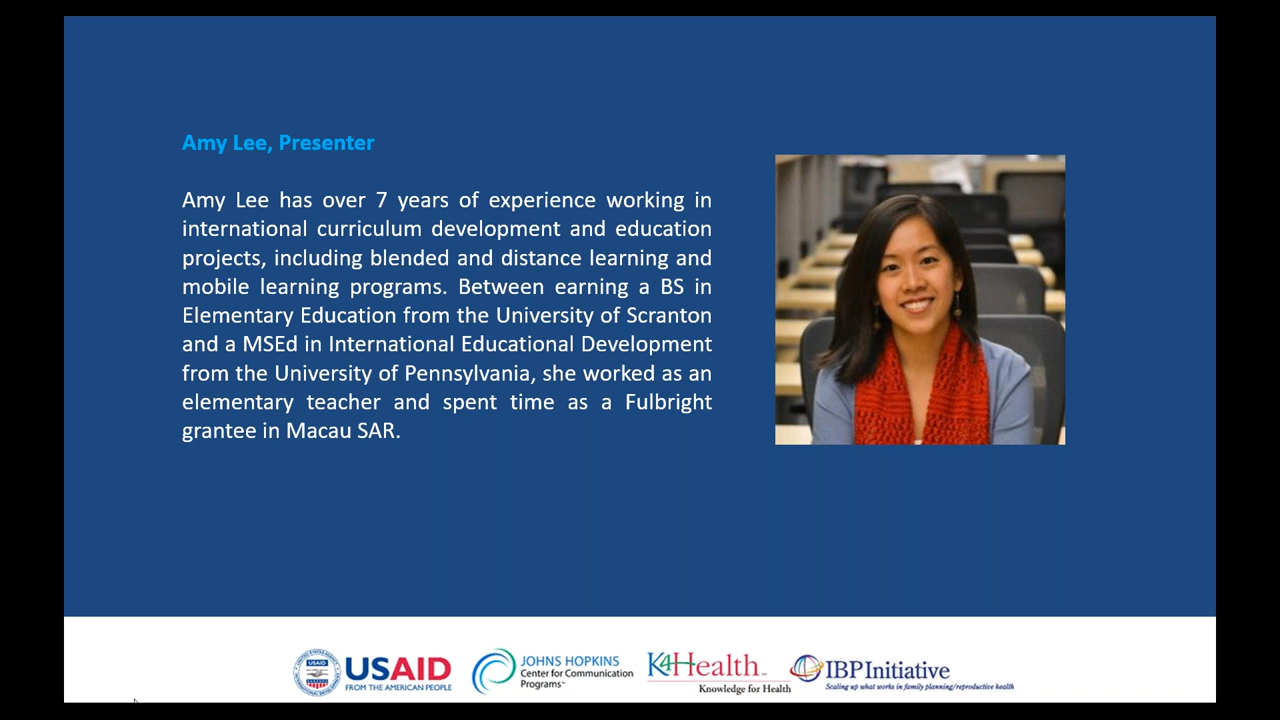 Amy Lee, Presenter
Amy Lee has over 7 years of experience working in
international curriculum development and education
projects, including blended and distance learning and
mobile learning programs. Between earning a BS in
Elementary Education from the University of Scranton
and a MSEd in International Educational Development
from the University of Pennsylvania, she worked as an
elementary teacher and spent time as a Fulbright
grantee in Macau SAR.
USAID
USAID
FROM THE AMERICAN PEOPLE
JOHNS HOPKINS
Center for Communication
Programs
K4Health
Knowledge for Health
IBP Initiative
Scaling up what works in family planning/reproductive health